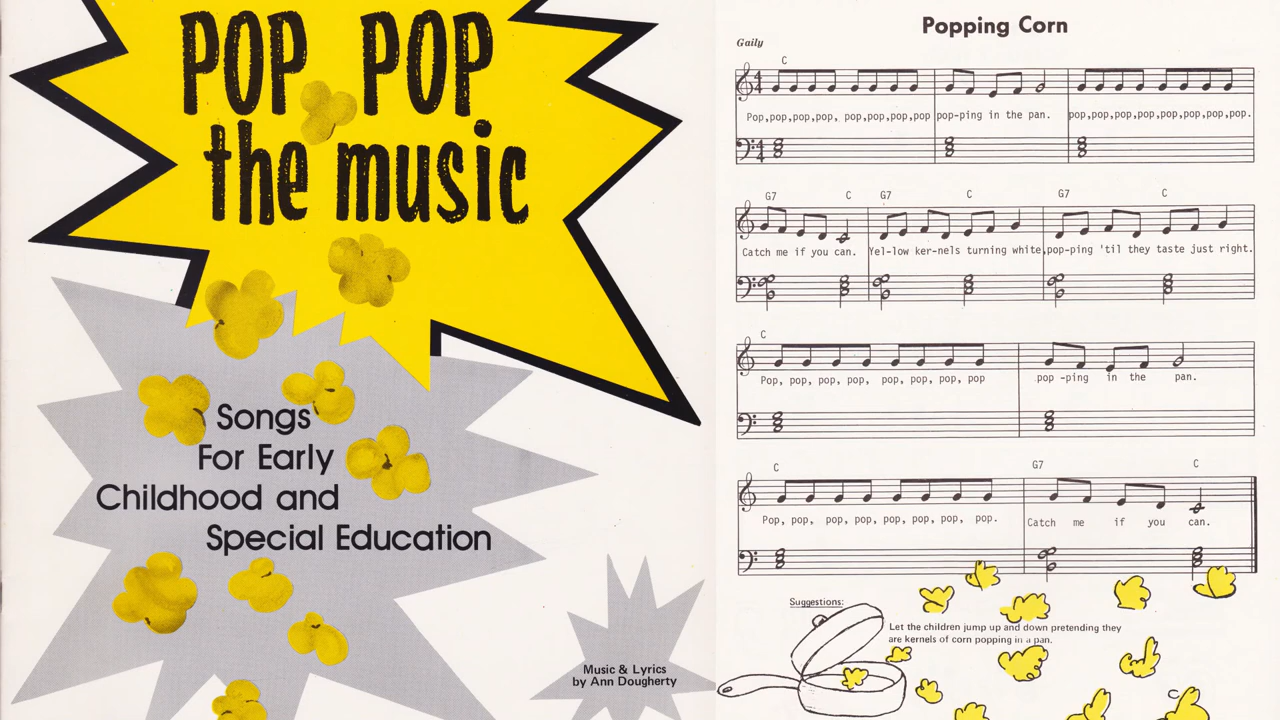 POP POP
the music
Songs
For Early
Childhood and
Special Education
Music & Lyrics
by Ann Dougherty
Popping Corn
Gaily
C
4
4
Pop,pop,pop,pop, pop,pop,pop,pop pop-ping in the pan. pop,pop,pop,pop,pop,pop,pop,pop.
4
4
G7 C G7 C G7 C
Catch me if you can. Yel-low ker-nels turning white,pop-ping 'til they taste just right.
C
Pop, pop, pop, pop, pop, pop, pop, pop pop -ping in the pan.
C G7 C
Pop, pop, pop, pop, pop, pop, pop, pop. Catch me if you can.
Suggestions:
Let the children jump up and down pretending they
are kernels of corn popping in a pan.